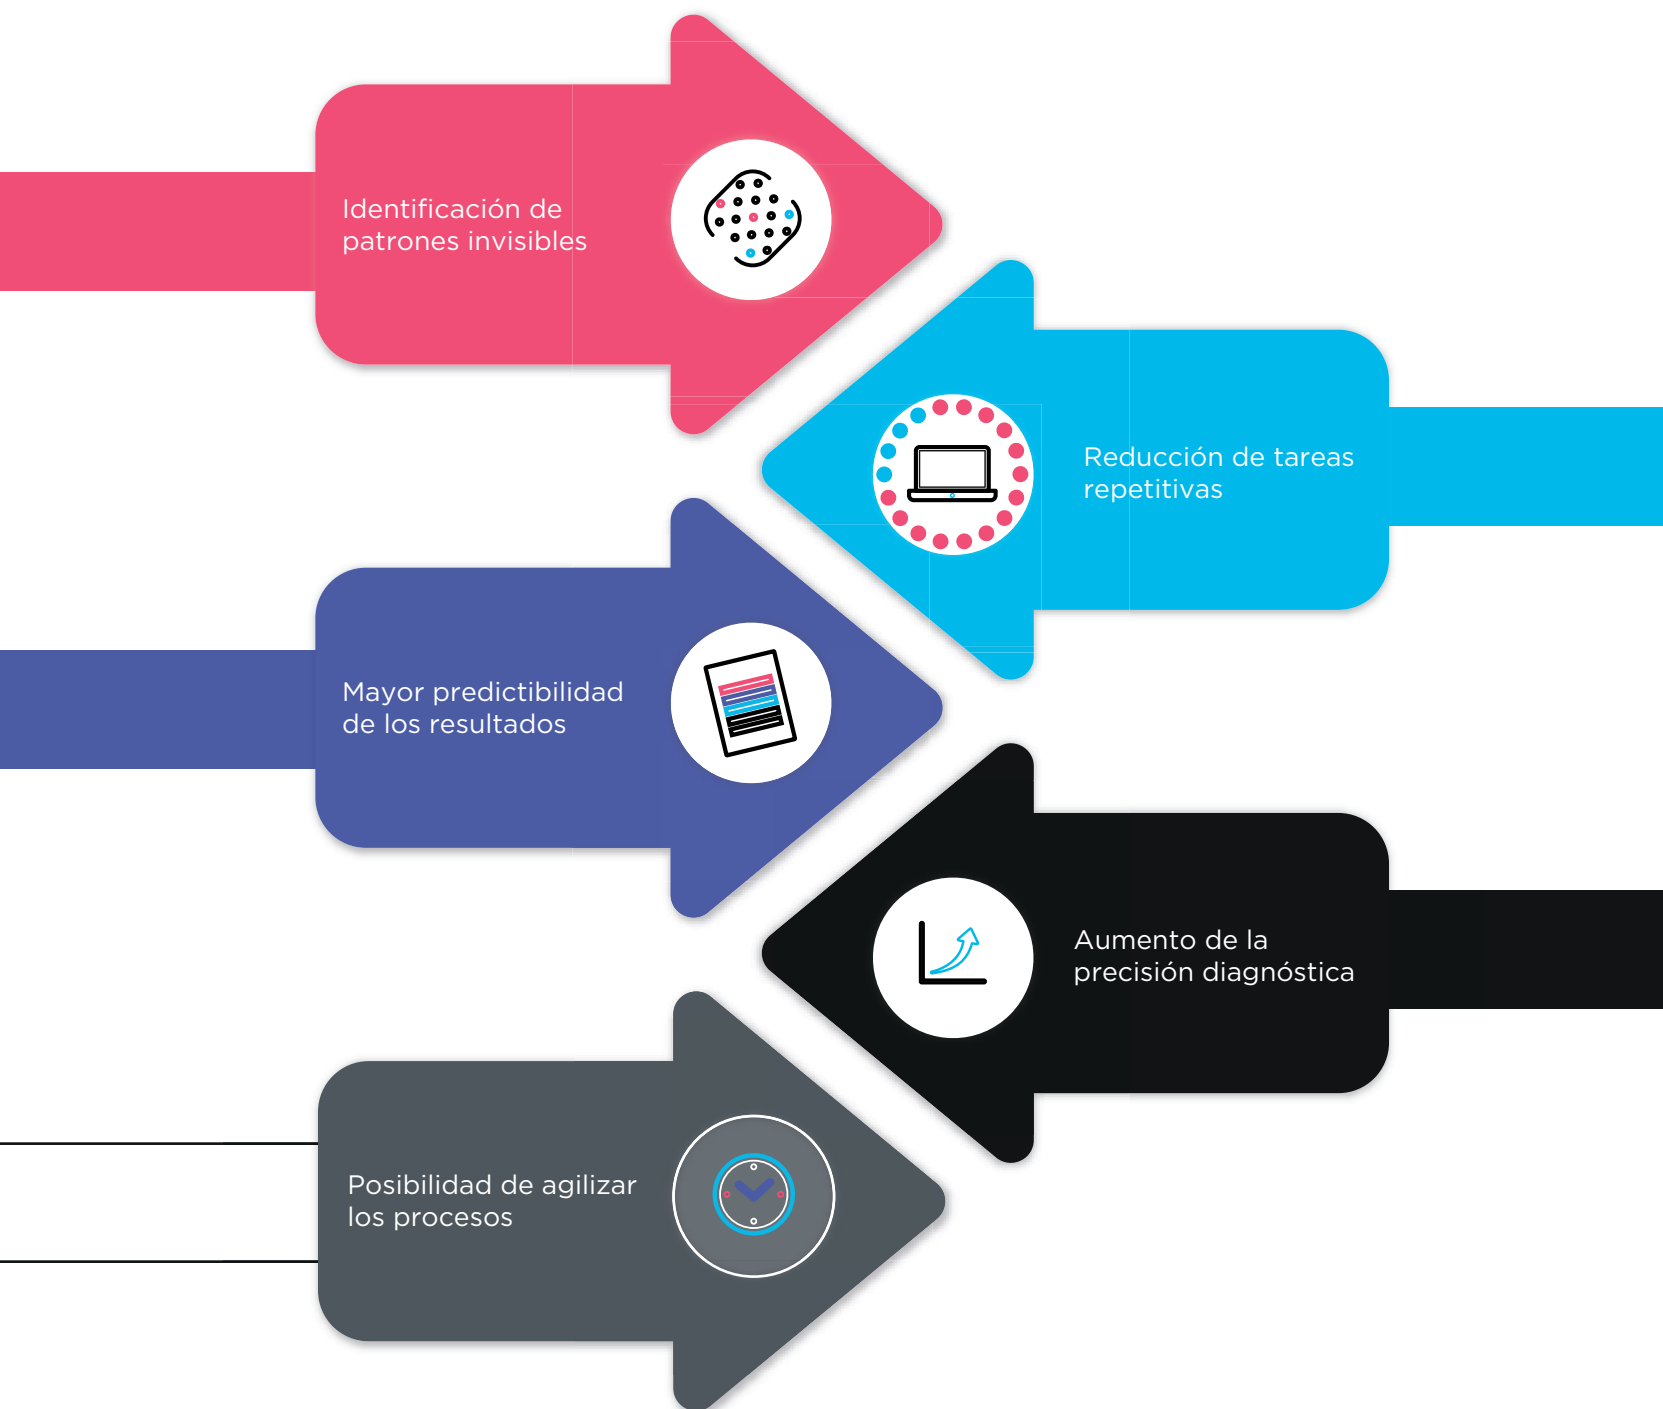 Identificación de
patrones invisibles
Reducción de tareas
repetitivas
Mayor predictibilidad
de los resultados
Aumento de la
precisión diagnóstica
Posibilidad de agilizar
los procesos